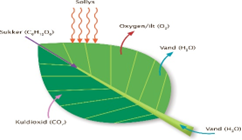 Sollys
Sukker (C₆H₁₂O₆)
Oxygen/ilt (O₂)
Vand (H₂O)
Kuldioxid (CO₂)
Vand (H₂O)